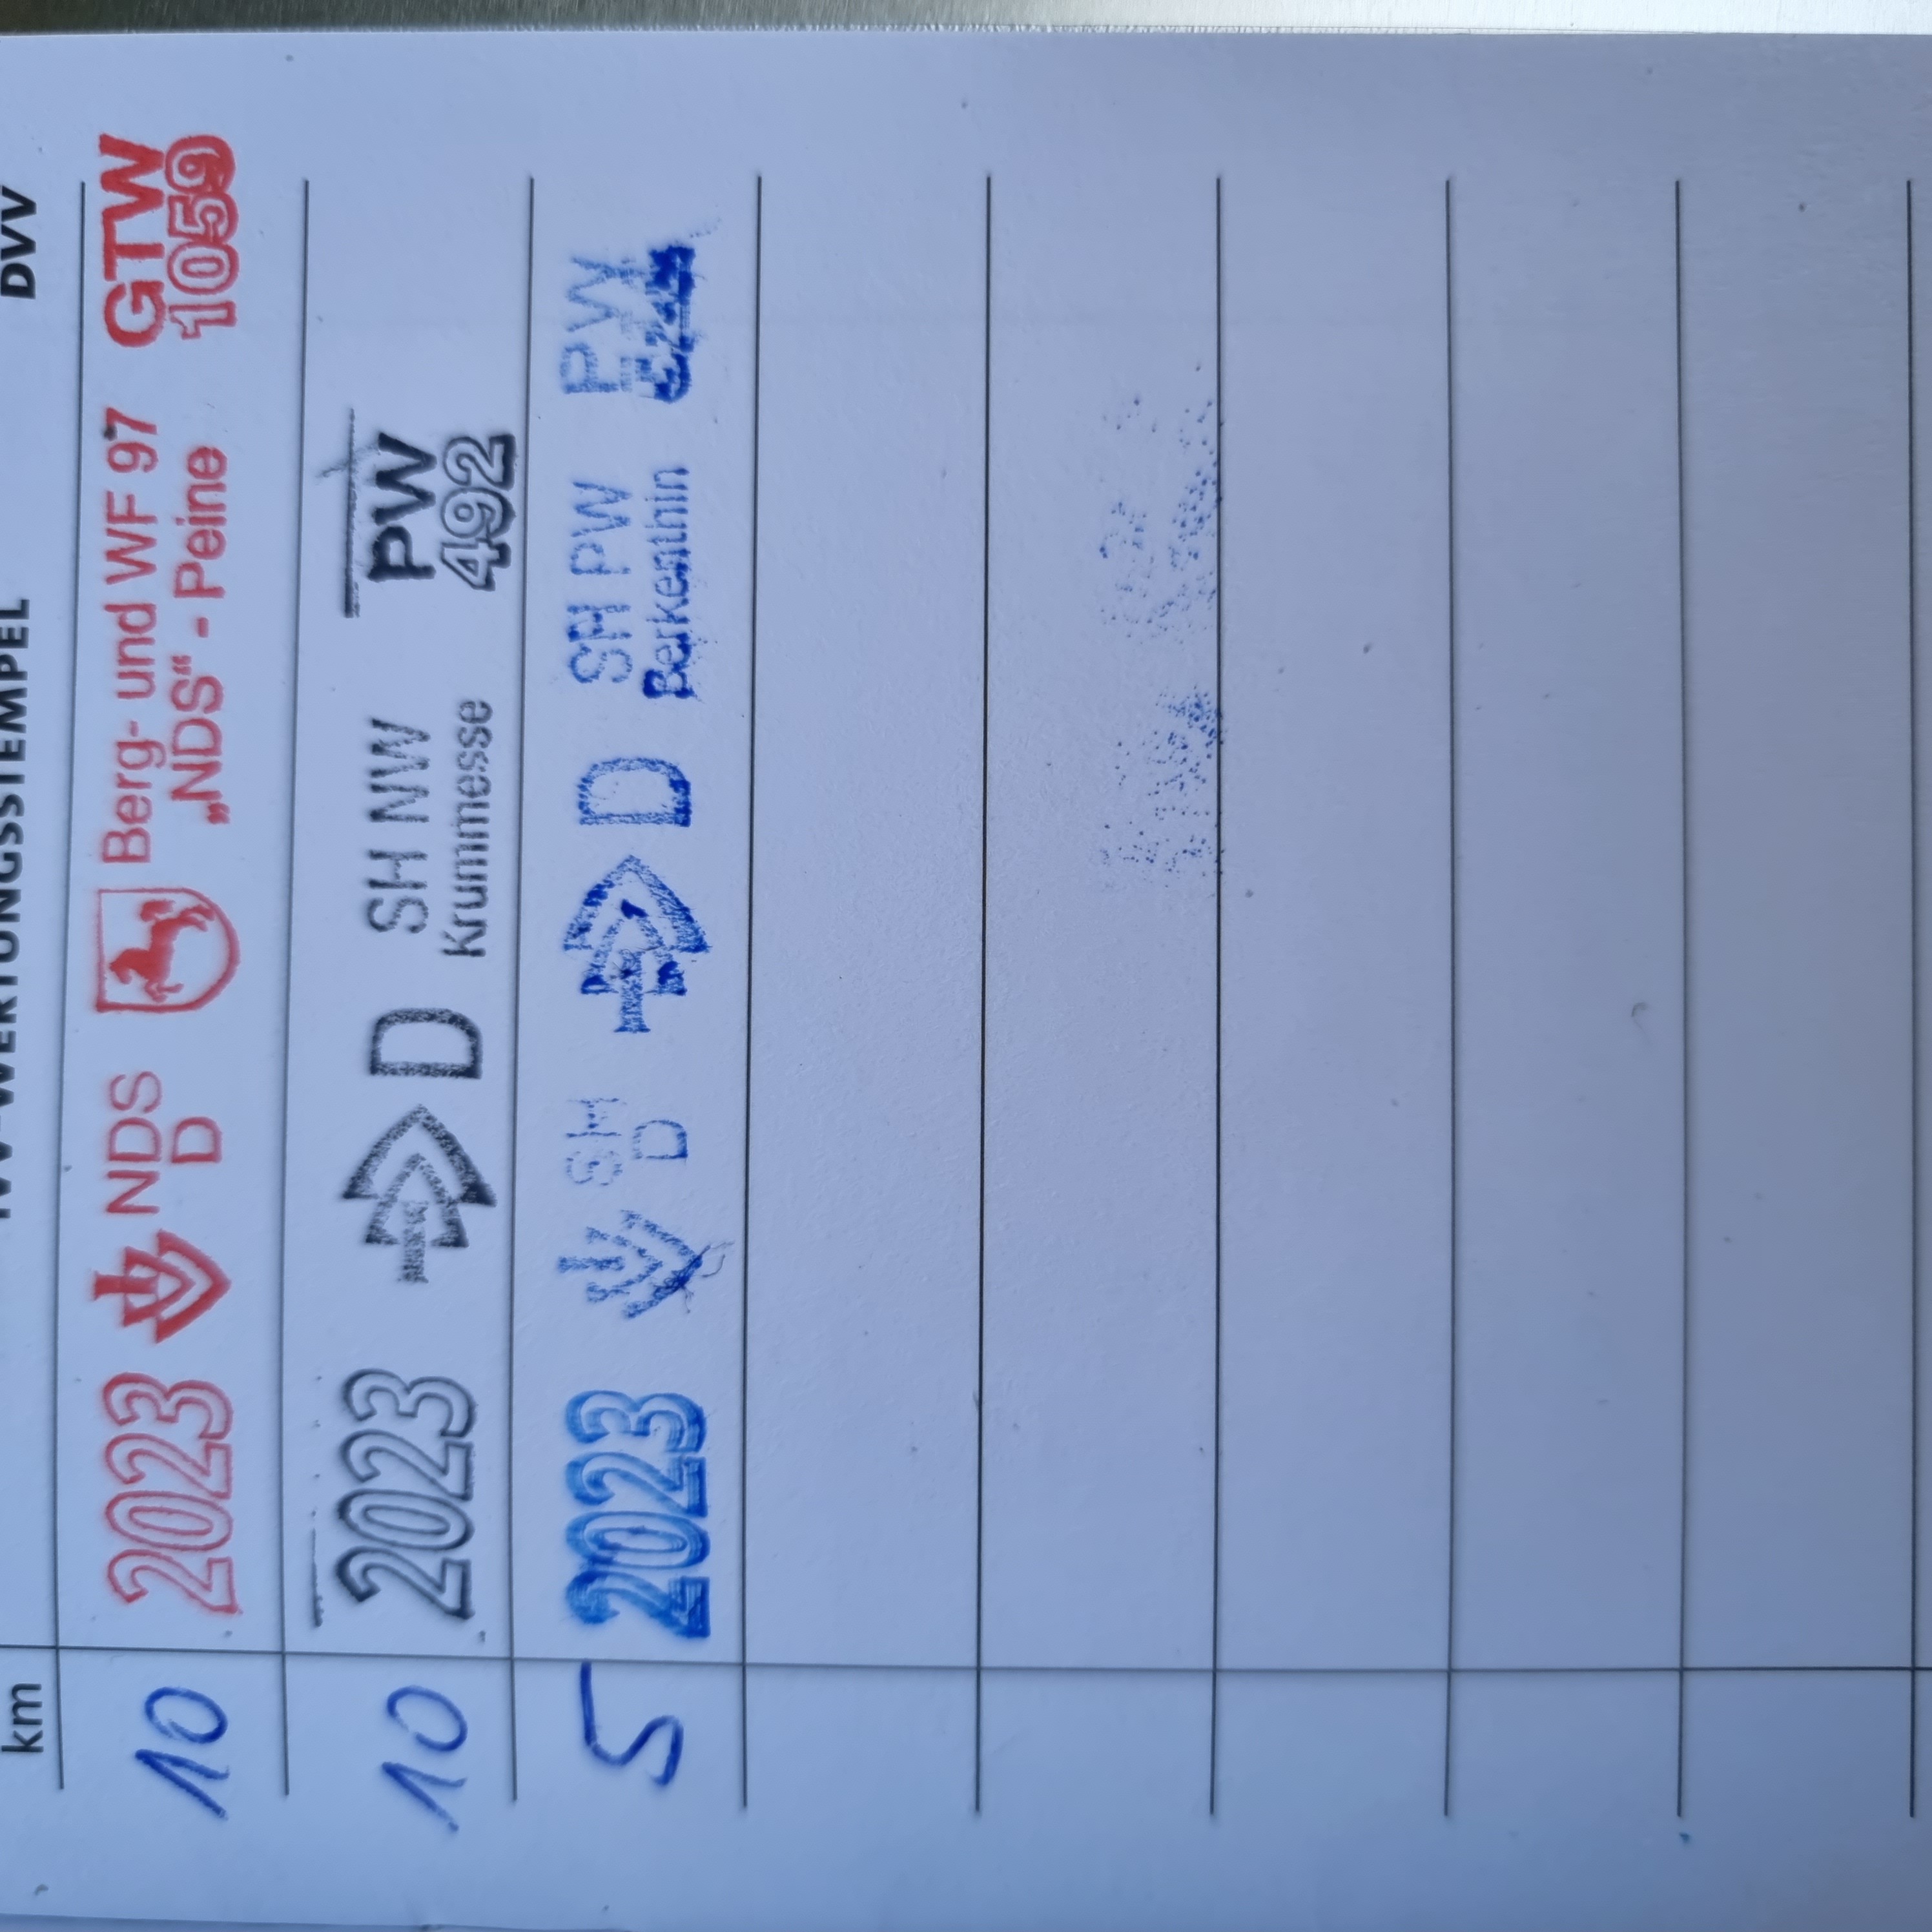 km IVV-WERTUNGSSTEMPEL DVV
10 2023 NDS Berg- und WF 97 GTW
D „NDS“ - Peine 1059
10 2023 D SH NW PW
Krummesse 492
5 2023 SH D SH PW PW
D Berkenthin